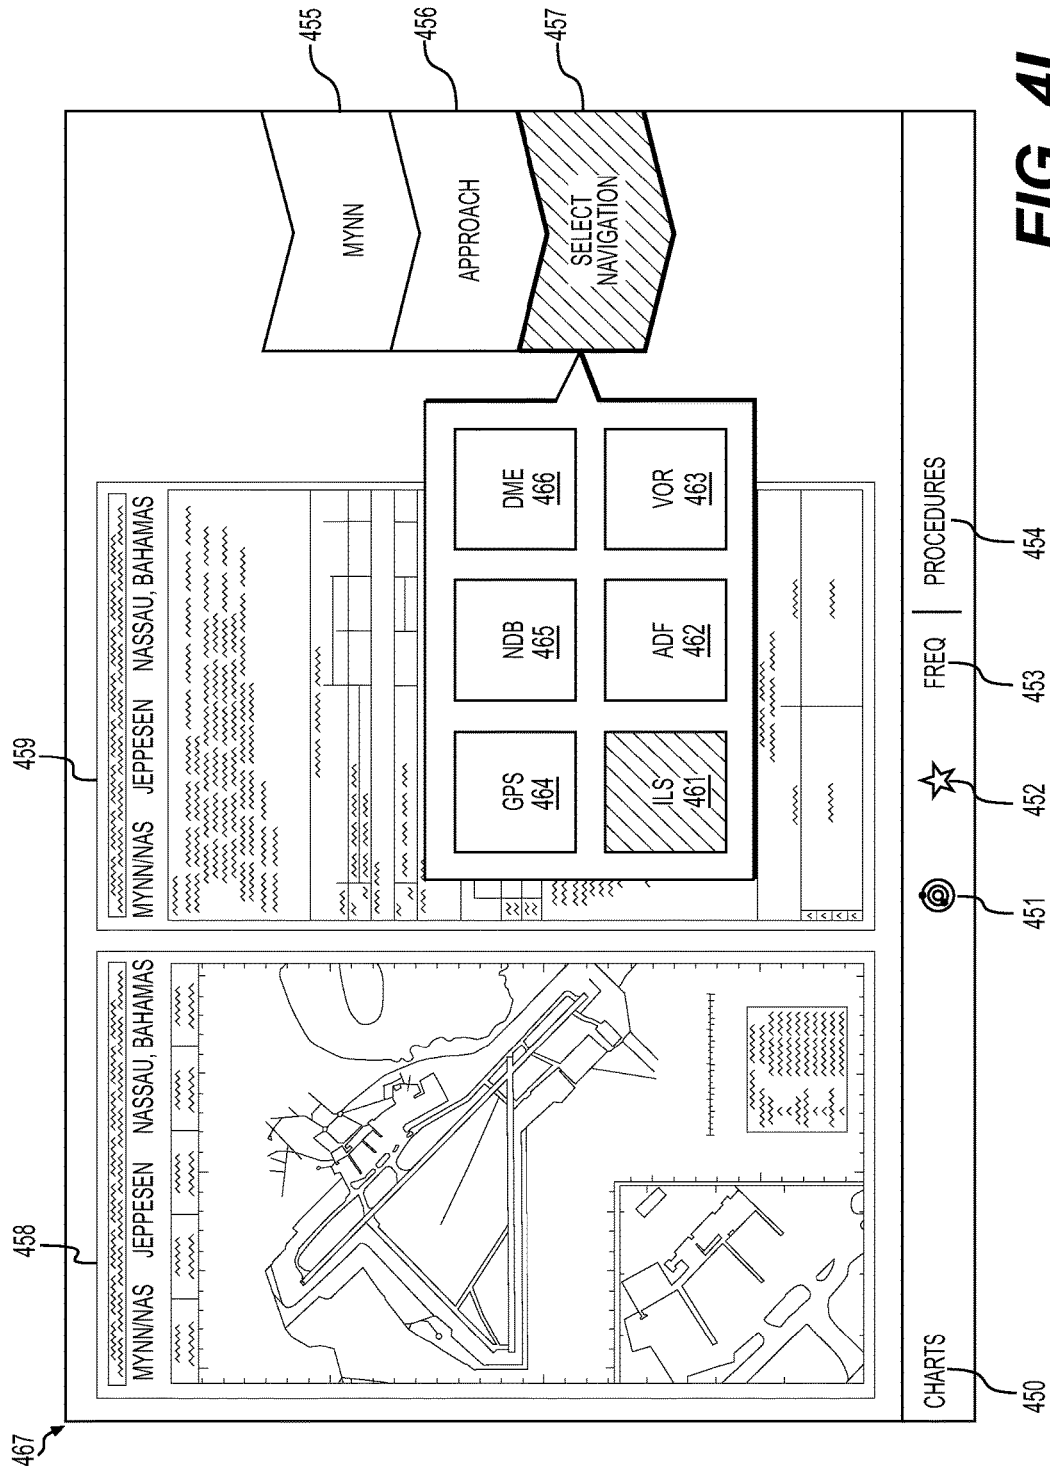 467
458
459
MYNN/NAS JEPPESEN NASSAU, BAHAMAS
MYNN/NAS JEPPESEN NASSAU, BAHAMAS
455
MYNN
456
APPROACH
457
SELECT
NAVIGATION
GPS
464
NDB
465
DME
466
ILS
461
ADF
462
VOR
463
CHARTS FREQ PROCEDURES
450 451 452 453 454
FIG. 4I